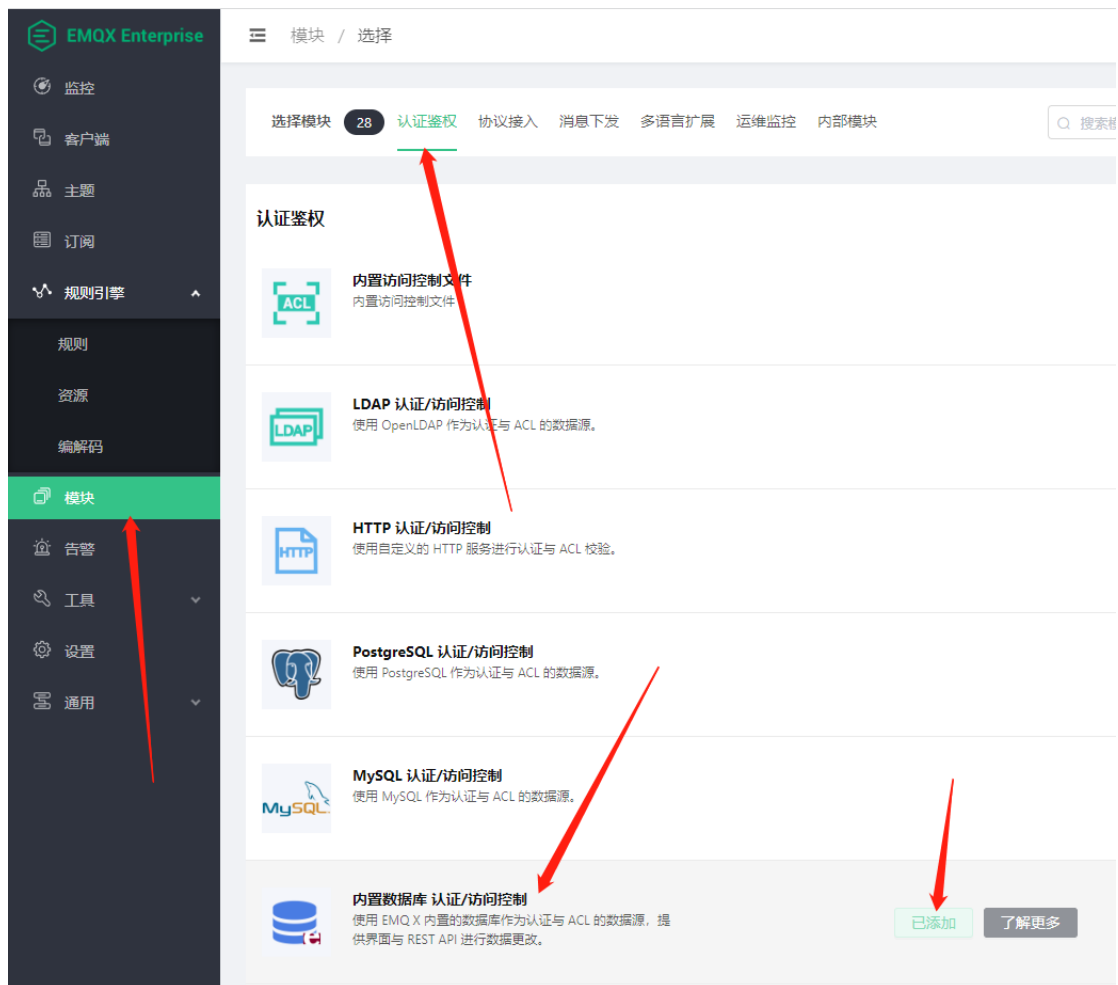 EMQX Enterprise
监控
客户端
主题
订阅
规则引擎
规则
资源
编解码
模块
告警
工具
设置
通用
模块 / 选择
选择模块 28 认证鉴权 协议接入 消息下发 多语言扩展 运维监控 内部模块
搜索模
认证鉴权
ACL
内置访问控制文件
内置访问控制文件
LDAP
LDAP 认证/访问控制
使用 OpenLDAP 作为认证与 ACL 的数据源。
HTTP
HTTP 认证/访问控制
使用自定义的 HTTP 服务进行认证与 ACL 校验。
PostgreSQL 认证/访问控制
使用 PostgreSQL 作为认证与 ACL 的数据源。
MySQL
MySQL 认证/访问控制
使用 MySQL 作为认证与 ACL 的数据源。
内置数据库 认证/访问控制
使用 EMQ X 内置的数据库作为认证与 ACL 的数据源，提
供界面与 REST API 进行数据更改。
已添加 了解更多